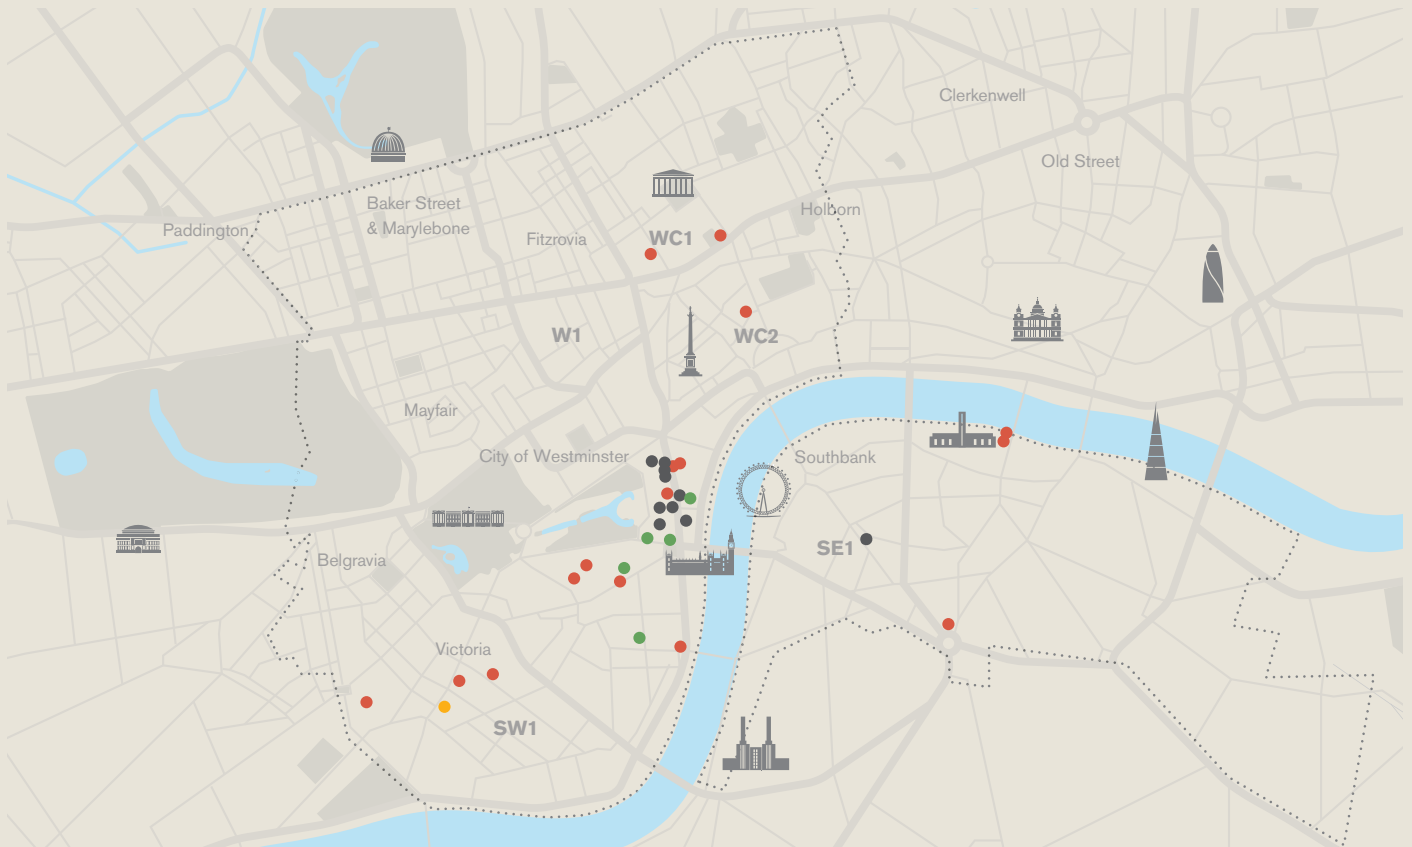 Clerkenwell
Old Street
Baker Street
& Marylebone
Holborn
Paddington
Fitzrovia
WC1
W1
WC2
Mayfair
City of Westminster
Southbank
SE1
Belgravia
Victoria
SW1